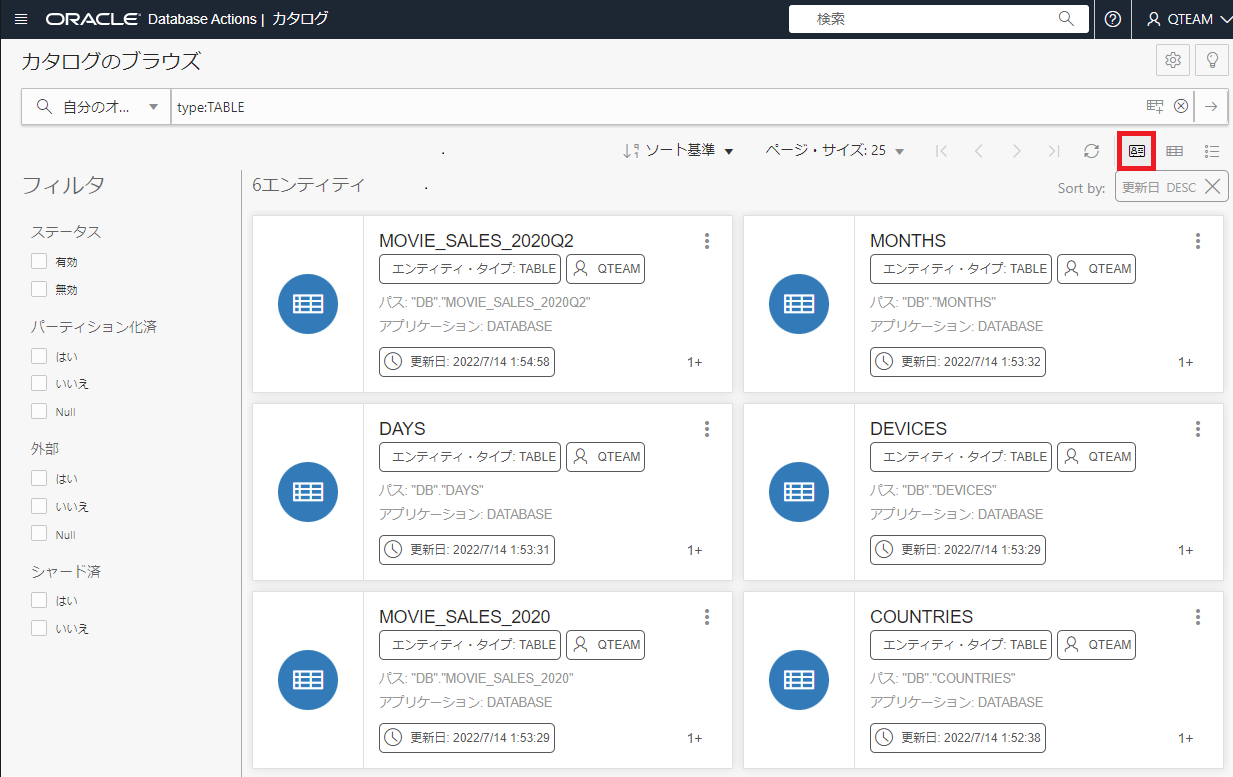 ORACLE Database Actions | カタログ
検索
QTEAM
カタログのブラウズ
自分のオ...
type:TABLE
ソート基準
ページ・サイズ: 25
フィルタ
6エンティティ
Sort by: 更新日 DESC
ステータス
有効
無効
パーティション化済
はい
いいえ
Null
外部
はい
いいえ
Null
シャード済
はい
いいえ
MOVIE_SALES_2020Q2
エンティティ・タイプ: TABLE QTEAM
パス: "DB"."MOVIE_SALES_2020Q2"
アプリケーション: DATABASE
更新日: 2022/7/14 1:54:58 1+
MONTHS
エンティティ・タイプ: TABLE QTEAM
パス: "DB"."MONTHS"
アプリケーション: DATABASE
更新日: 2022/7/14 1:53:32 1+
DAYS
エンティティ・タイプ: TABLE QTEAM
パス: "DB"."DAYS"
アプリケーション: DATABASE
更新日: 2022/7/14 1:53:31 1+
DEVICES
エンティティ・タイプ: TABLE QTEAM
パス: "DB"."DEVICES"
アプリケーション: DATABASE
更新日: 2022/7/14 1:53:29 1+
MOVIE_SALES_2020
エンティティ・タイプ: TABLE QTEAM
パス: "DB"."MOVIE_SALES_2020"
アプリケーション: DATABASE
更新日: 2022/7/14 1:53:29 1+
COUNTRIES
エンティティ・タイプ: TABLE QTEAM
パス: "DB"."COUNTRIES"
アプリケーション: DATABASE
更新日: 2022/7/14 1:52:38 1+